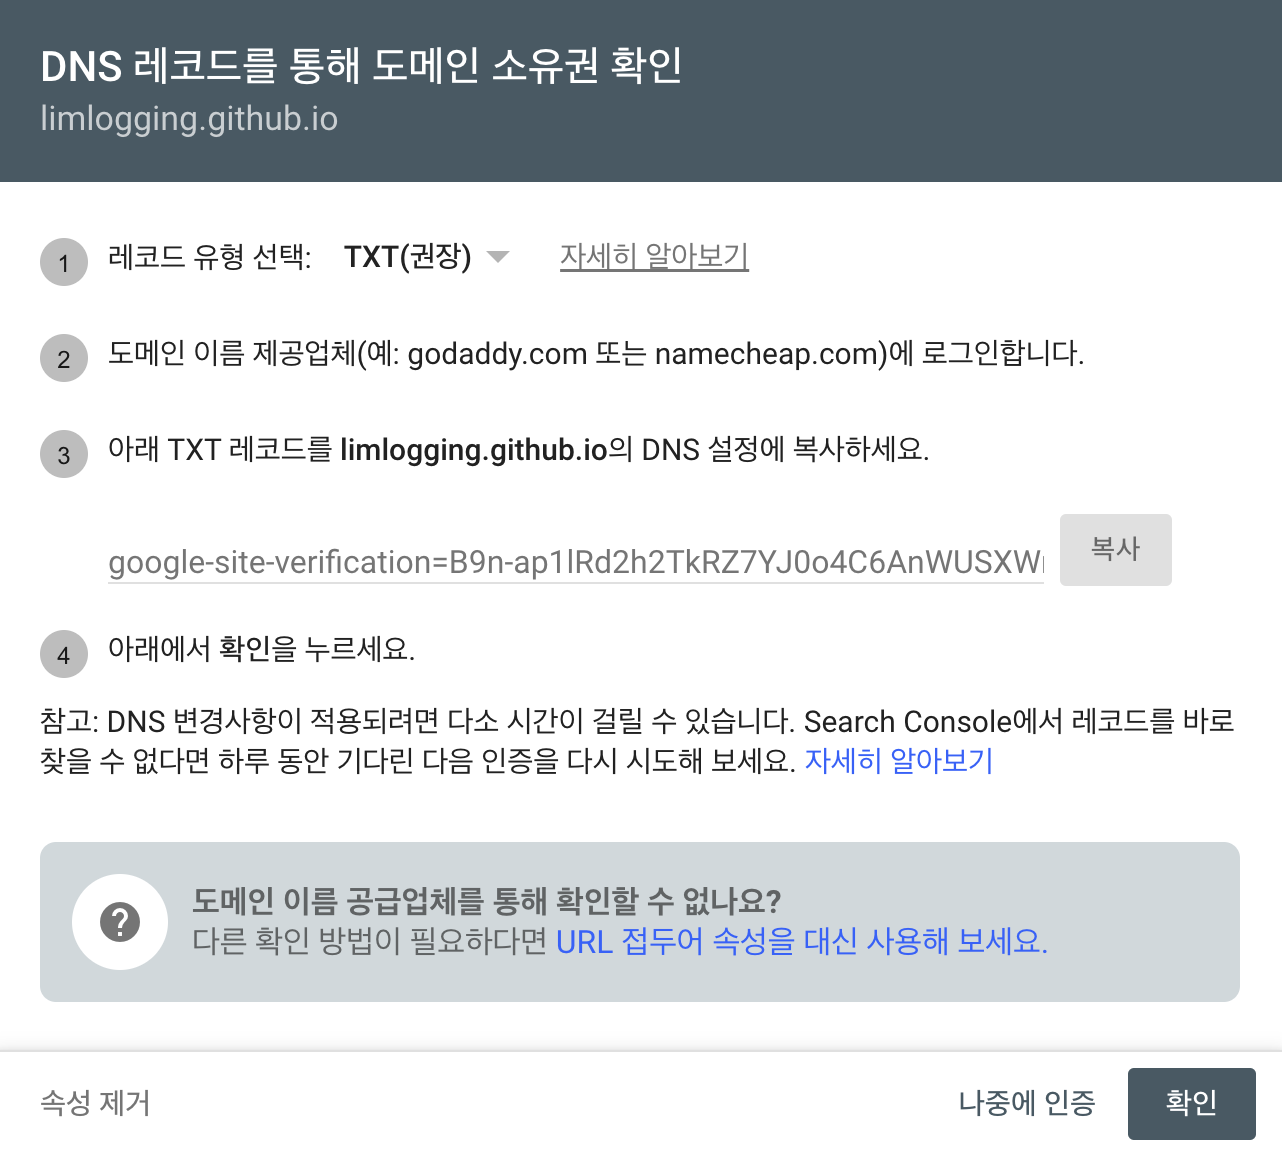 DNS 레코드를 통해 도메인 소유권 확인
limlogging.github.io
1 레코드 유형 선택: TXT(권장) 자세히 알아보기
2 도메인 이름 제공업체(예: godaddy.com 또는 namecheap.com)에 로그인합니다.
3 아래 TXT 레코드를 limlogging.github.io의 DNS 설정에 복사하세요.
google-site-verification=B9n-ap1lRd2h2TkRZ7YJ0o4C6AnWUSXW 복사
4 아래에서 확인을 누르세요.
참고: DNS 변경사항이 적용되려면 다소 시간이 걸릴 수 있습니다. Search Console에서 레코드를 바로
찾을 수 없다면 하루 동안 기다린 다음 인증을 다시 시도해 보세요. 자세히 알아보기
?
도메인 이름 공급업체를 통해 확인할 수 없나요?
다른 확인 방법이 필요하다면 URL 접두어 속성을 대신 사용해 보세요.
속성 제거 나중에 인증 확인